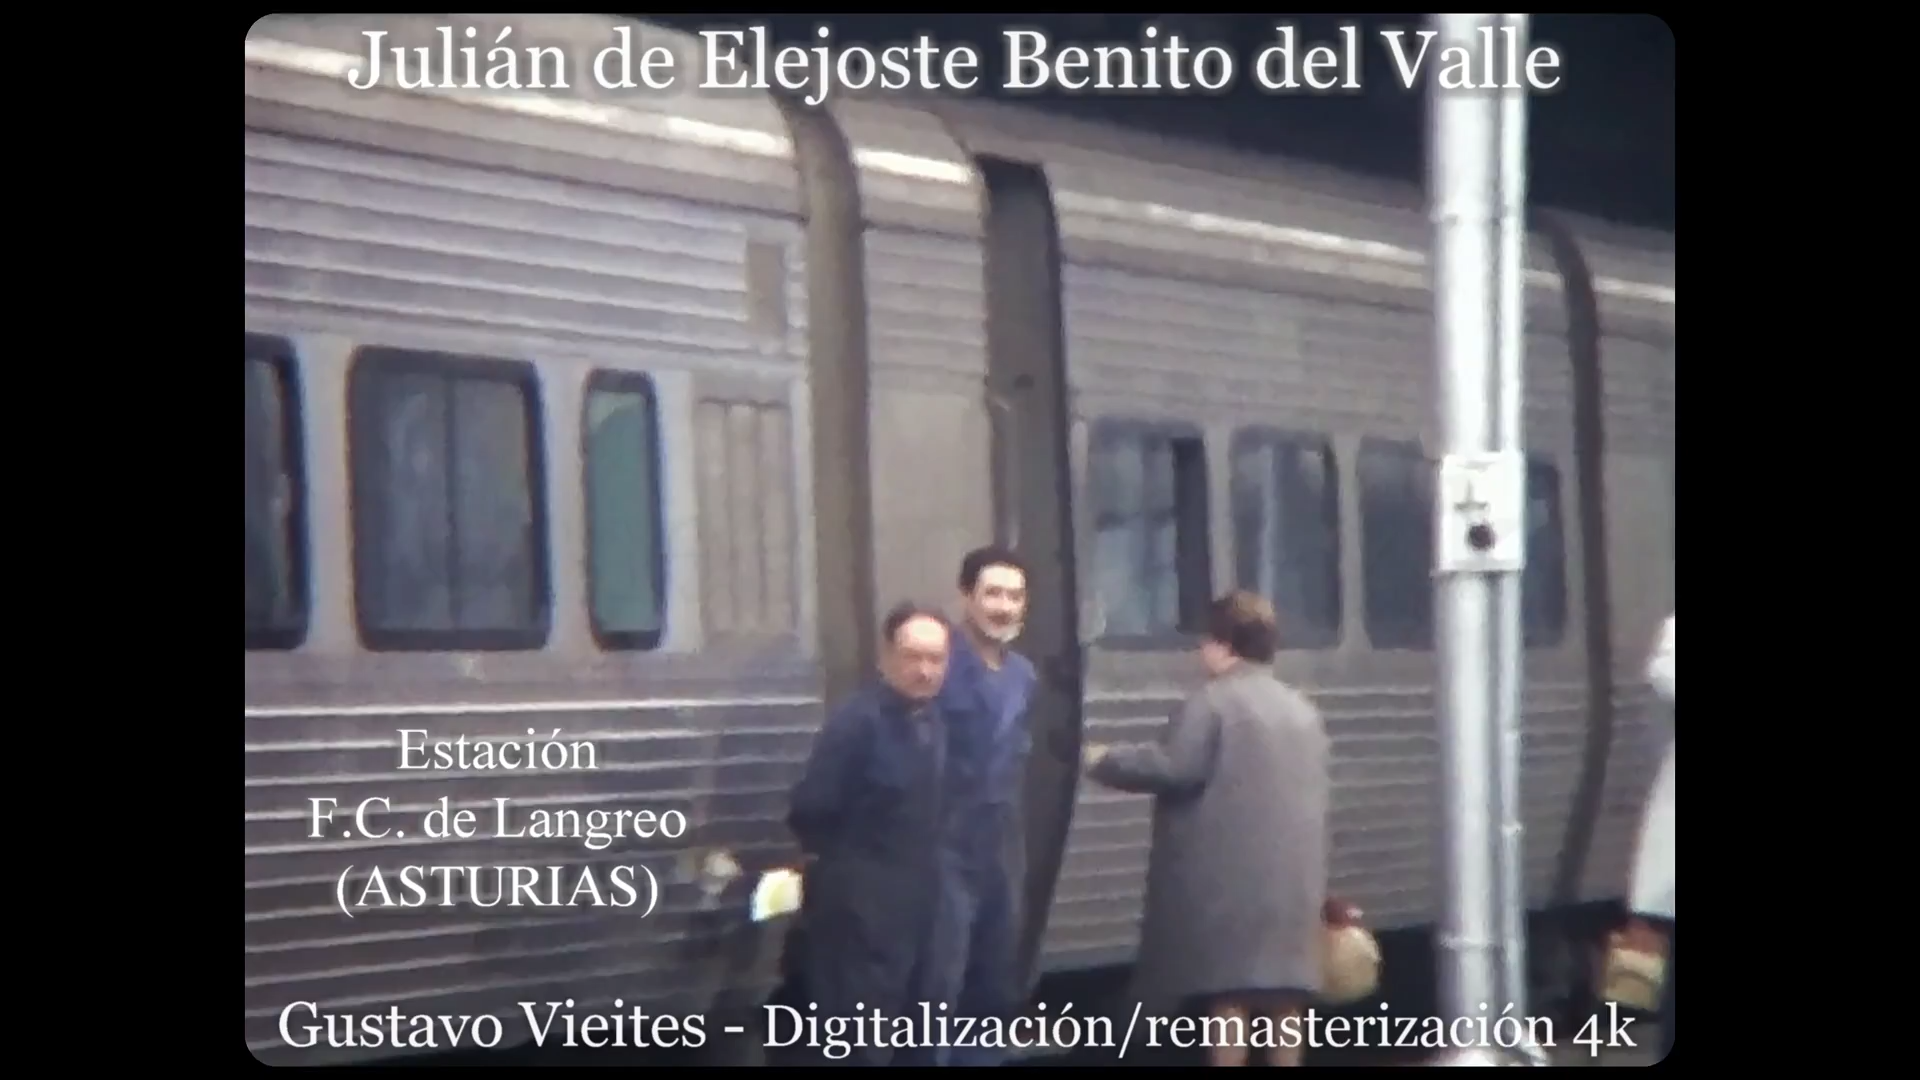 Julián de Elejoste Benito del Valle
Estación
F.C. de Langreo
(ASTURIAS)
Gustavo Vieites - Digitalización/remasterización 4k